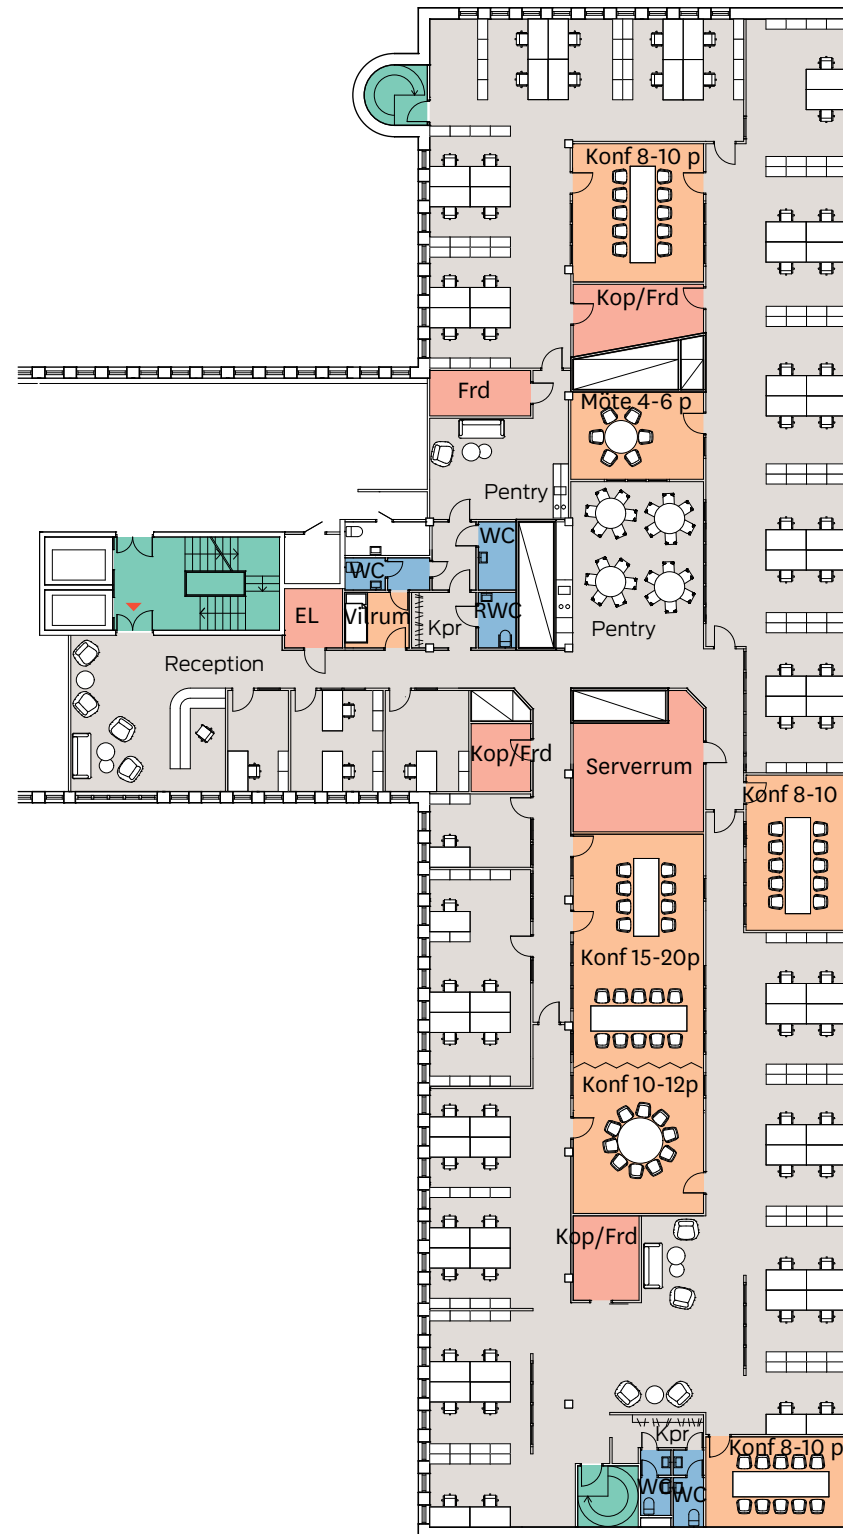 Konf 8-10 p
Kop/Frd
Frd
Möte 4-6 p
Pentry
WC
WC
EL
Vilrum
Kpr
RWC
Pentry
Reception
Kop/Frd
Serverrum
Konf 8-10
Konf 15-20p
Konf 10-12p
Kop/Frd
Kpr
Konf 8-10 p
WC
WC